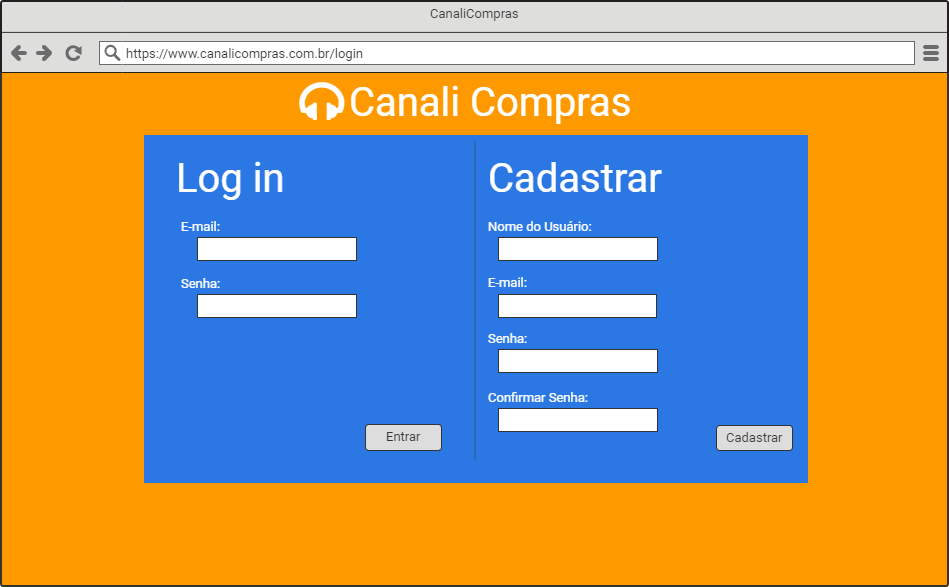 CanaliCompras
https://www.canalicompras.com.br/login
Canali Compras
Log in
E-mail:
Senha:
Entrar
Cadastrar
Nome do Usuário:
E-mail:
Senha:
Confirmar Senha:
Cadastrar